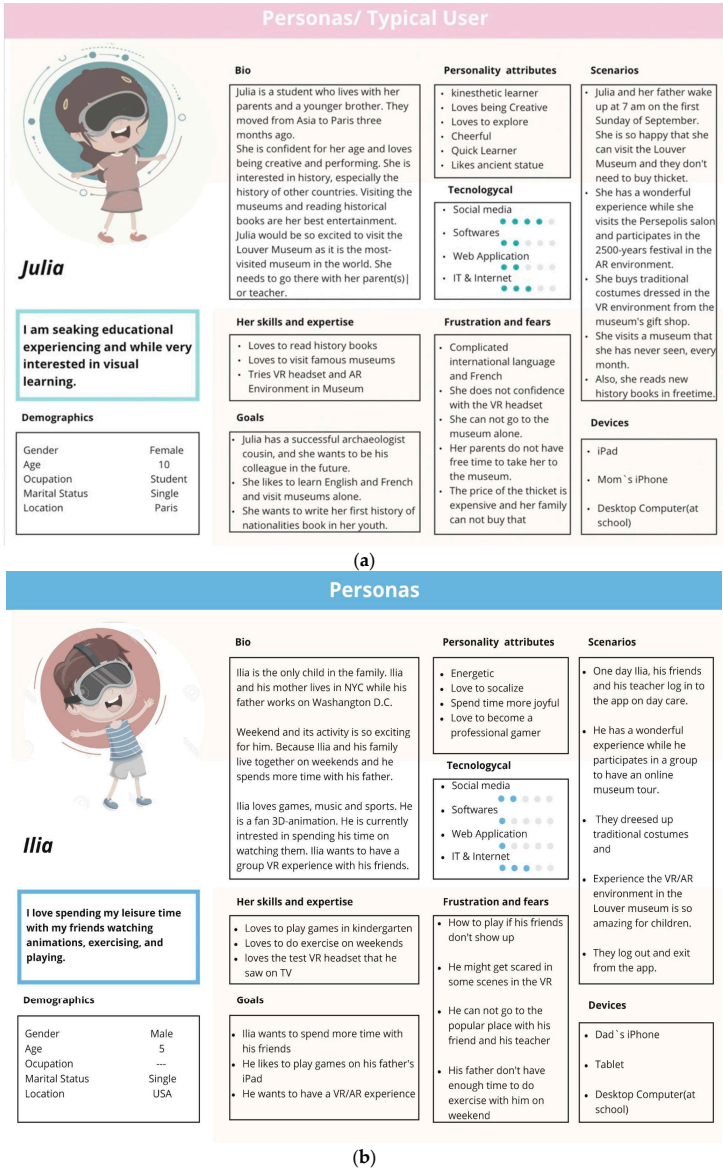 Personas/ Typical User
Julia
I am seeking educational
experiencing and while very
interested in visual
learning.
Demographics
Gender Female
Age 10
Ocupation Student
Marital Status Single
Location Paris
Bio
Julia is a student who lives with her
parents and a younger brother. They
moved from Asia to Paris three
months ago.
She is confident for her age and loves
being creative and performing. She is
interested in history, especially the
history of other countries. Visiting the
museums and reading historical
books are her best entertainment.
Julia would be so excited to visit the
Louver Museum as it is the most-
visited museum in the world. She
needs to go there with her parent(s)|
or teacher.
Her skills and expertise
• Loves to read history books
• Loves to visit famous museums
• Tries VR headset and AR
Environment in Museum
Goals
• Julia has a successful archaeologist
cousin, and she wants to be his
colleague in the future.
• She likes to learn English and French
and visit museums alone.
• She wants to write her first history of
nationalities book in her youth.
Personality attributes
• kinesthetic learner
• Loves being Creative
• Loves to explore
• Cheerful
• Quick Learner
• Likes ancient statue
Tecnologycal
• Social media
• Softwares
• Web Application
• IT & Internet
Frustration and fears
• Complicated
international language
and French
• She does not confidence
with the VR headset
• She can not go to the
museum alone.
• Her parents do not have
free time to take her to
the museum.
• The price of the thicket is
expensive and her family
can not buy that
Scenarios
• Julia and her father wake
up at 7 am on the first
Sunday of September.
She is so happy that she
can visit the Louver
Museum and they don't
need to buy thicket.
• She has a wonderful
experience while she
visits the Persepolis salon
and participates in the
2500-years festival in the
AR environment.
• She buys traditional
costumes dressed in the
VR environment from the
museum's gift shop.
• She visits a museum that
she has never seen, every
month.
• Also, she reads new
history books in freetime.
Devices
• iPad
• Mom`s iPhone
• Desktop Computer(at
school)
(a)
Personas
Ilia
I love spending my leisure time
with my friends watching
animations, exercising, and
playing.
Demographics
Gender Male
Age 5
Ocupation ---
Marital Status Single
Location USA
Bio
Ilia is the only child in the family. Ilia
and his mother lives in NYC while his
father works on Washangton D.C.
Weekend and its activity is so exciting
for him. Because Ilia and his family
live together on weekends and he
spends more time with his father.
Ilia loves games, music and sports. He
is a fan 3D-animation. He is currently
intrested in spending his time on
watching them. Ilia wants to have a
group VR experience with his friends.
Her skills and expertise
• Loves to play games in kindergarten
• Loves to do exercise on weekends
• loves the test VR headset that he
saw on TV
Goals
• Ilia wants to spend more time with
his friends
• He likes to play games on his father's
iPad
• He wants to have a VR/AR experience
Personality attributes
• Energetic
• Love to socalize
• Spend time more joyful
• Love to become a
professional gamer
Tecnologycal
• Social media
• Softwares
• Web Application
• IT & Internet
Frustration and fears
• How to play if his friends
don't show up
• He might get scared in
some scenes in the VR
• He can not go to the
popular place with his
friend and his teacher
• His father don't have
enough time to do
exercise with him on
weekend
Scenarios
• One day Ilia, his friends
and his teacher log in to
the app on day care.
• He has a wonderful
experience while he
participates in a group
to have an online
museum tour.
• They dreesed up
traditional costumes
and
• Experience the VR/AR
environment in the
Louver museum is so
amazing for children.
• They log out and exit
from the app.
Devices
• Dad`s iPhone
• Tablet
• Desktop Computer(at
school)
(b)